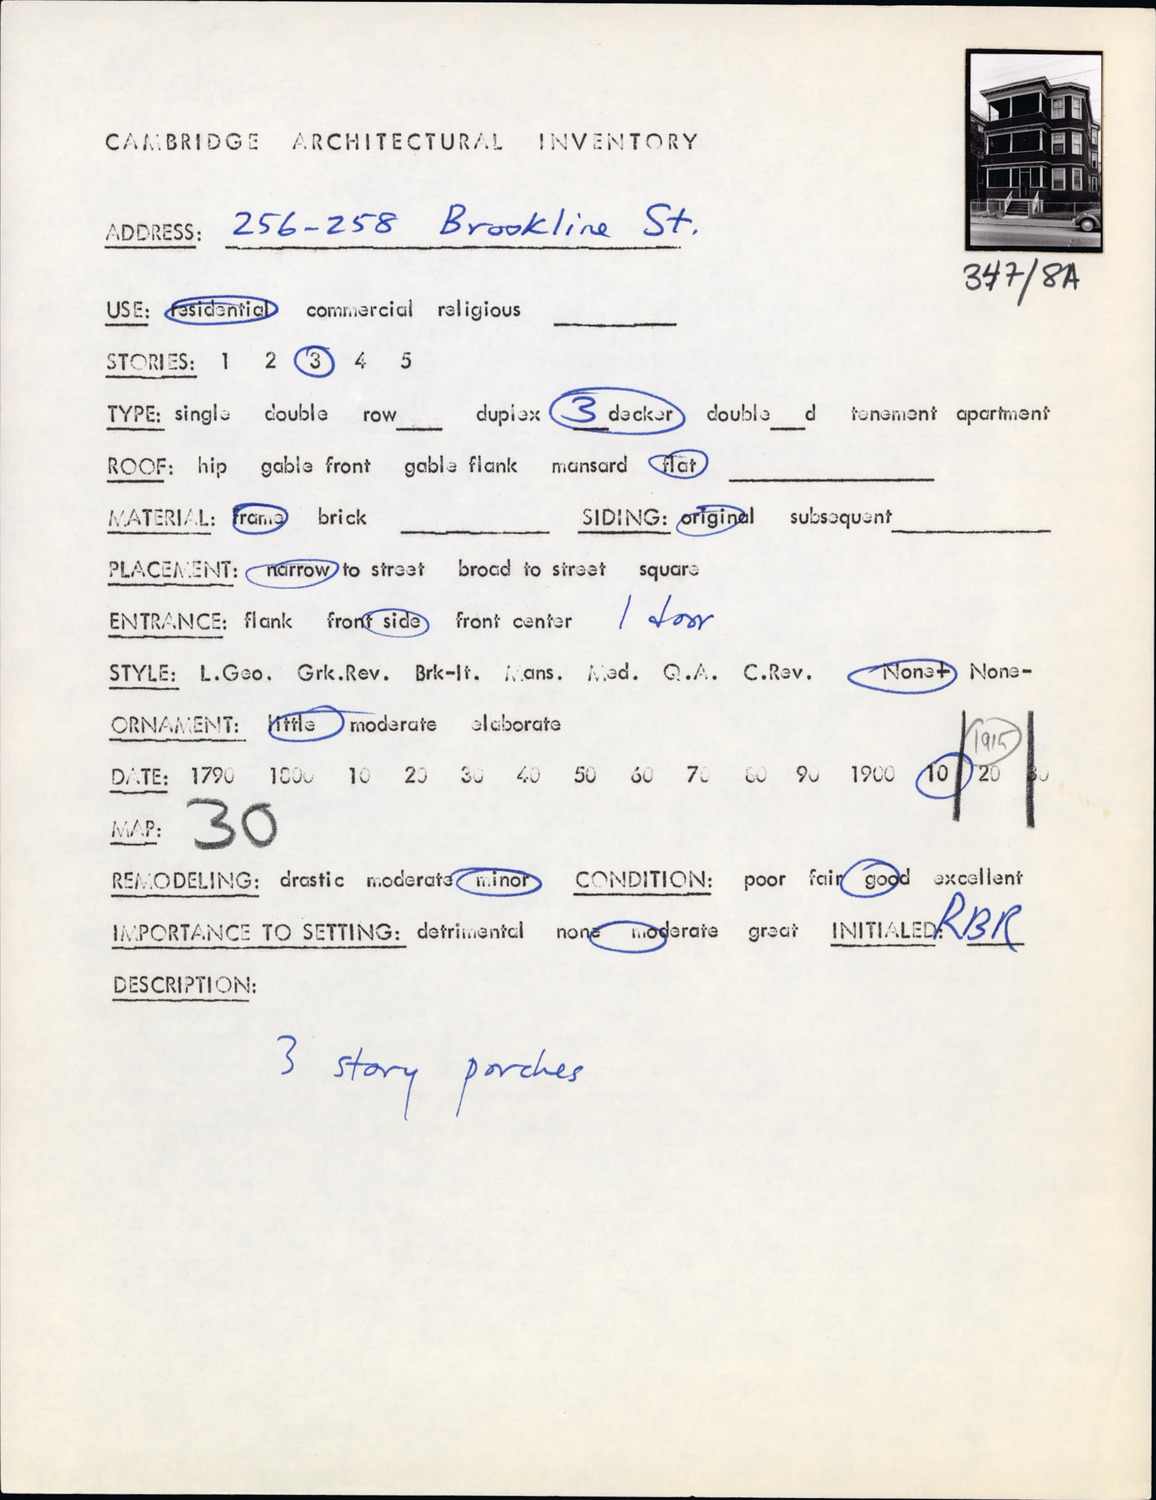 CAMBRIDGE ARCHITECTURAL INVENTORY
347/8A
ADDRESS: 256-258 Brookline St.
USE: residential commercial religious
STORIES: 1 2 3 4 5
TYPE: single double row___ duplex 3 decker double___d tenement apartment
ROOF: hip gable front gable flank mansard flat
MATERIAL: frame brick SIDING: original subsequent
PLACEMENT: narrow to street broad to street square
ENTRANCE: flank front side front center 1 door
STYLE: L.Geo. Grk.Rev. Brk-It. Mans. Med. Q.A. C.Rev. None+ None-
ORNAMENT: little moderate elaborate
1915
DATE: 1790 1800 10 20 30 40 50 60 70 80 90 1900 10 20 30
MAP: 30
REMODELING: drastic moderate minor CONDITION: poor fair good excellent
IMPORTANCE TO SETTING: detrimental none moderate great INITIALED: RBR
DESCRIPTION:
3 story porches